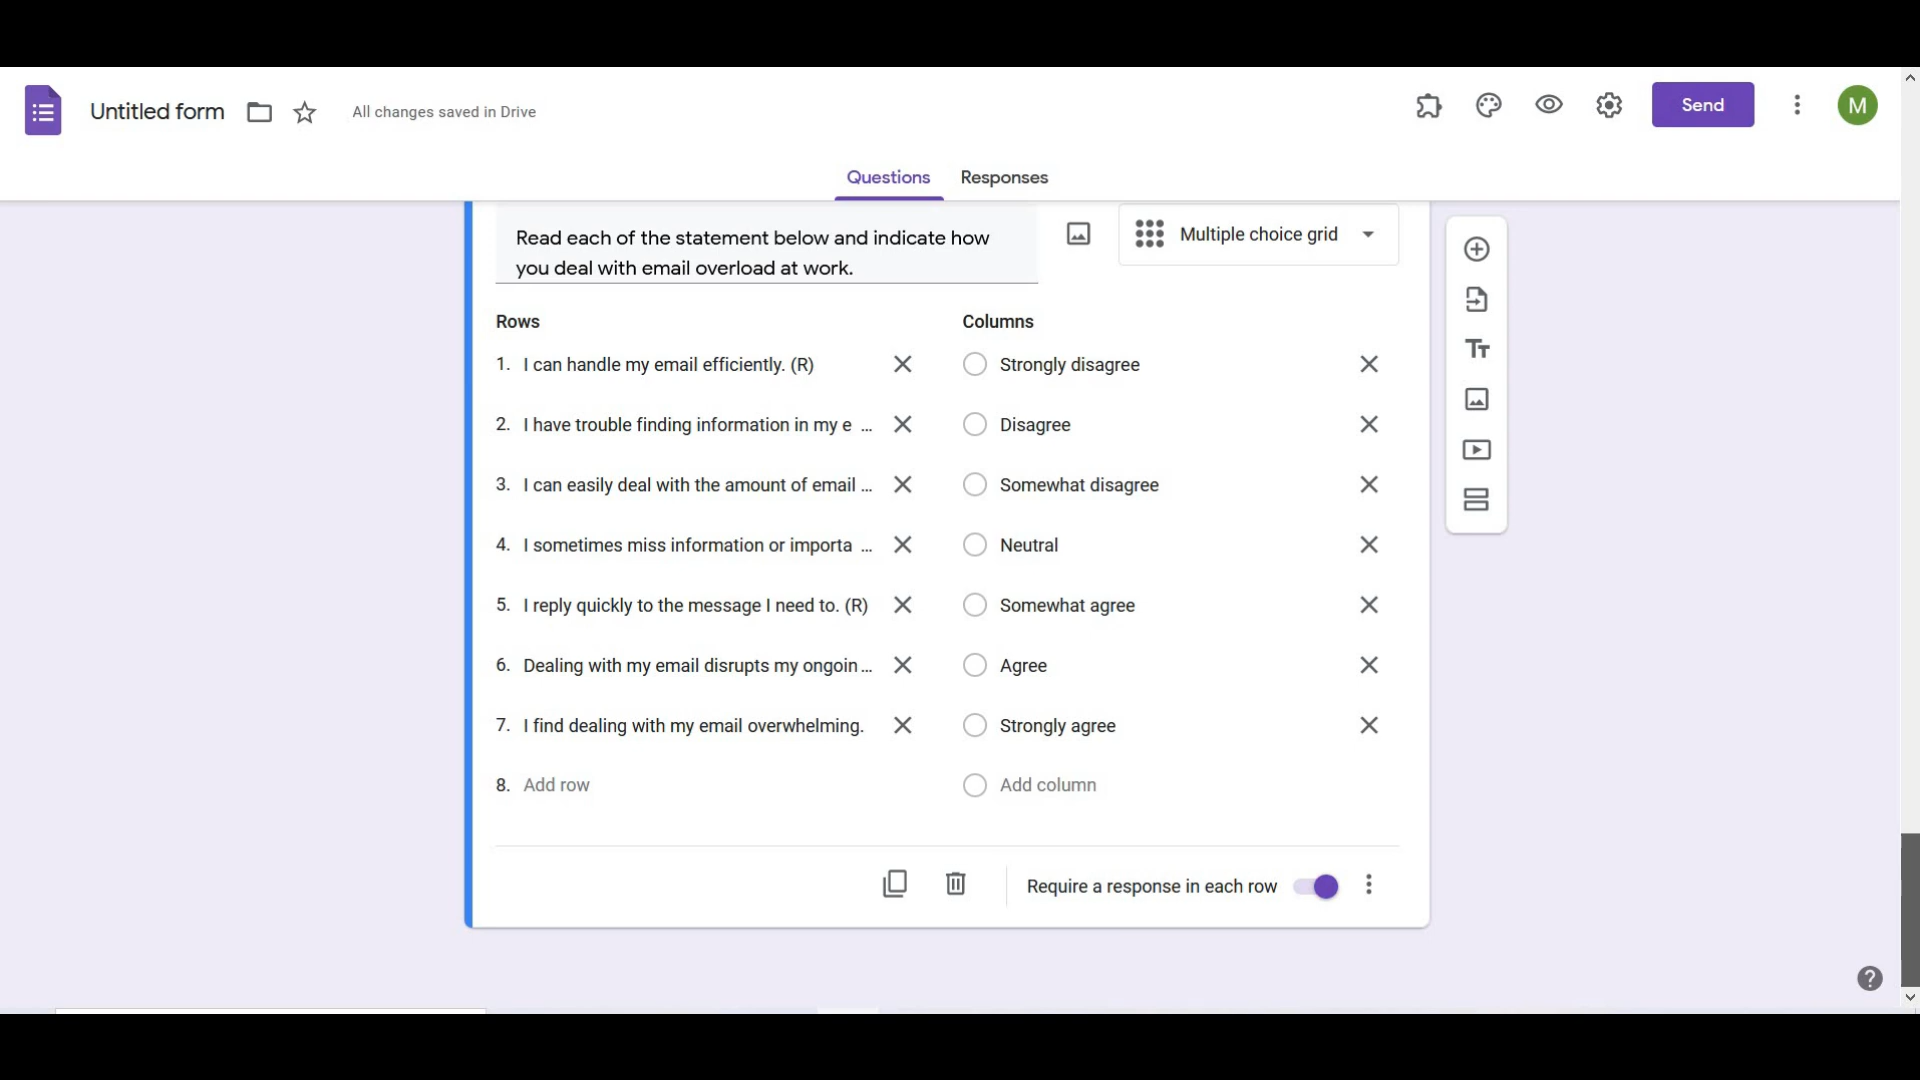 Untitled form
All changes saved in Drive
Send
M
Questions
Responses
Read each of the statement below and indicate how
you deal with email overload at work.
Multiple choice grid
Rows
Columns
1. I can handle my email efficiently. (R)
Strongly disagree
2. I have trouble finding information in my e ...
Disagree
3. I can easily deal with the amount of email ...
Somewhat disagree
4. I sometimes miss information or importa ...
Neutral
5. I reply quickly to the message I need to. (R)
Somewhat agree
6. Dealing with my email disrupts my ongoin ...
Agree
7. I find dealing with my email overwhelming.
Strongly agree
8. Add row
Add column
Require a response in each row